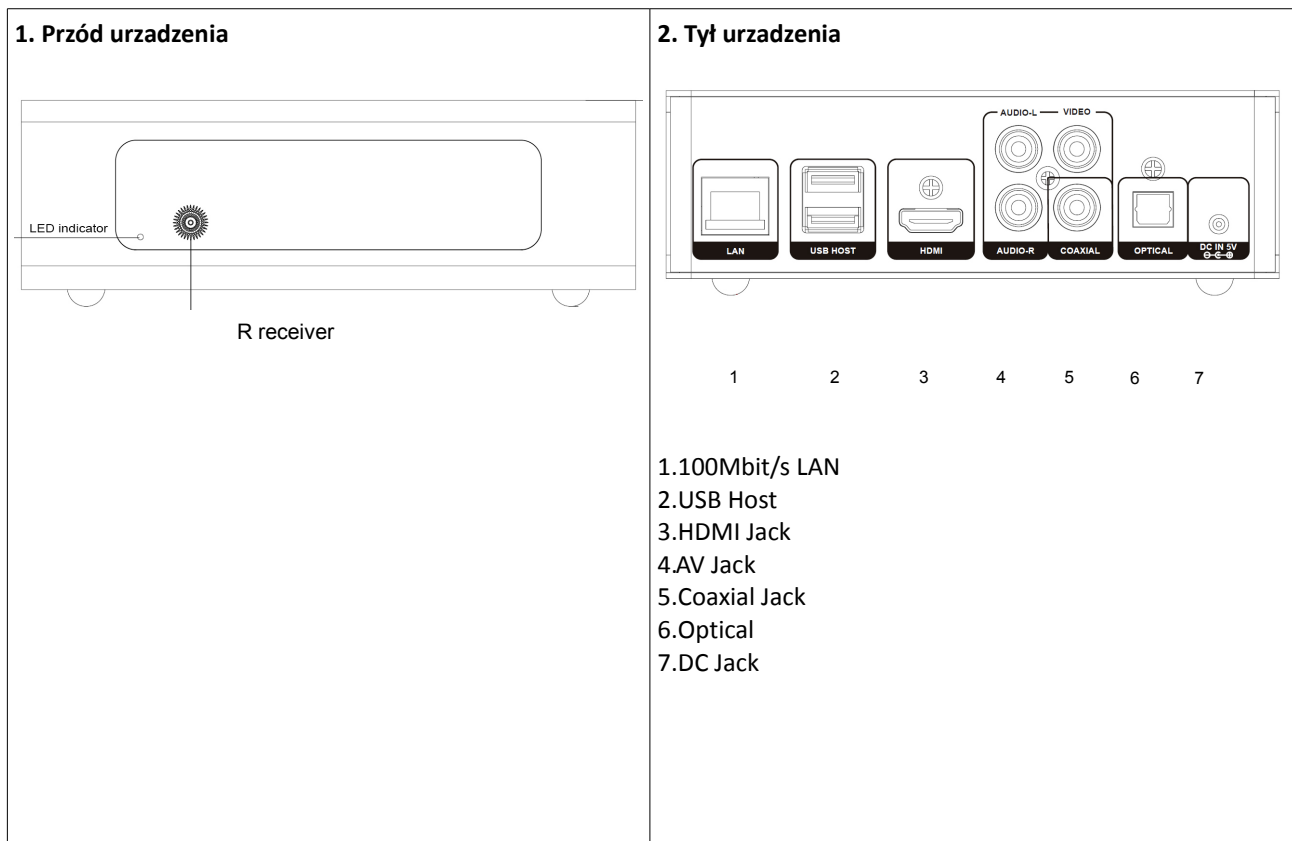 1. Przód urzadzenia
LED indicator
R receiver
2. Tył urzadzenia
AUDIO-L VIDEO
LAN USB HOST HDMI AUDIO-R COAXIAL OPTICAL DC IN 5V
1 2 3 4 5 6 7
1.100Mbit/s LAN
2.USB Host
3.HDMI Jack
4.AV Jack
5.Coaxial Jack
6.Optical
7.DC Jack